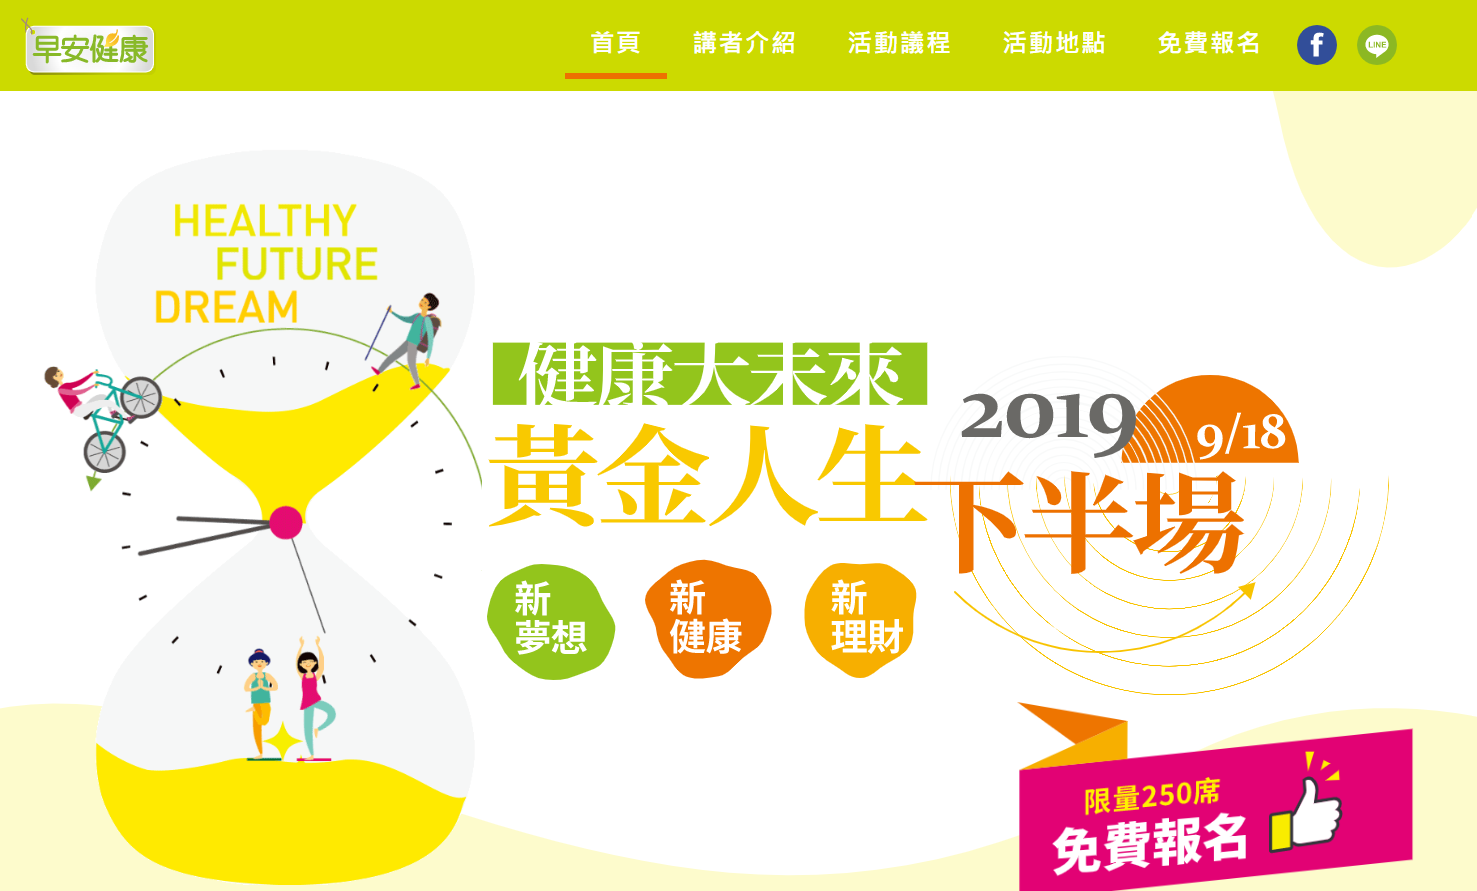 早安健康
首頁
講者介紹
活動議程
活動地點
免費報名
f
LINE
HEALTHY
FUTURE
DREAM
健康大未來
黃金人生
2019
9/18
下半場
新
夢想
新
健康
新
理財
限量250席
免費報名